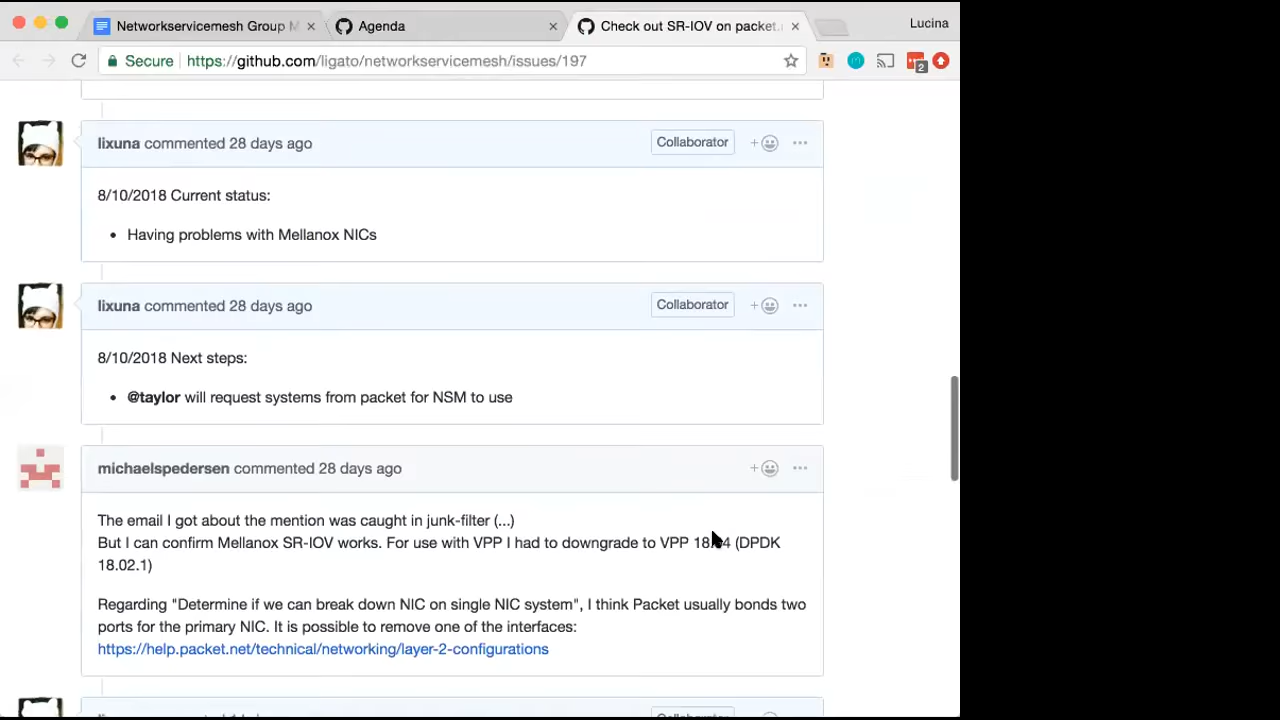 Networkservicemesh Group M
Agenda
Check out SR-IOV on packet.
Lucina
Secure
https://github.com/ligato/networkservicemesh/issues/197
2
lixuna commented 28 days ago
Collaborator
8/10/2018 Current status:
• Having problems with Mellanox NICs
lixuna commented 28 days ago
Collaborator
8/10/2018 Next steps:
• @taylor will request systems from packet for NSM to use
michaelspedersen commented 28 days ago
The email I got about the mention was caught in junk-filter (...)
But I can confirm Mellanox SR-IOV works. For use with VPP I had to downgrade to VPP (DPDK
18.02.1)
Regarding "Determine if we can break down NIC on single NIC system", I think Packet usually bonds two
ports for the primary NIC. It is possible to remove one of the interfaces:
https://help.packet.net/technical/networking/layer-2-configurations